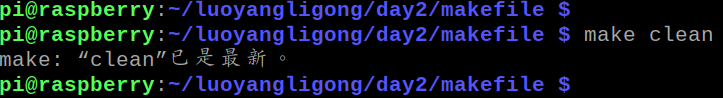 pi@raspberry:~/luoyangligong/day2/makefile $
pi@raspberry:~/luoyangligong/day2/makefile $ make clean
make: “clean”已是最新。
pi@raspberry:~/luoyangligong/day2/makefile $